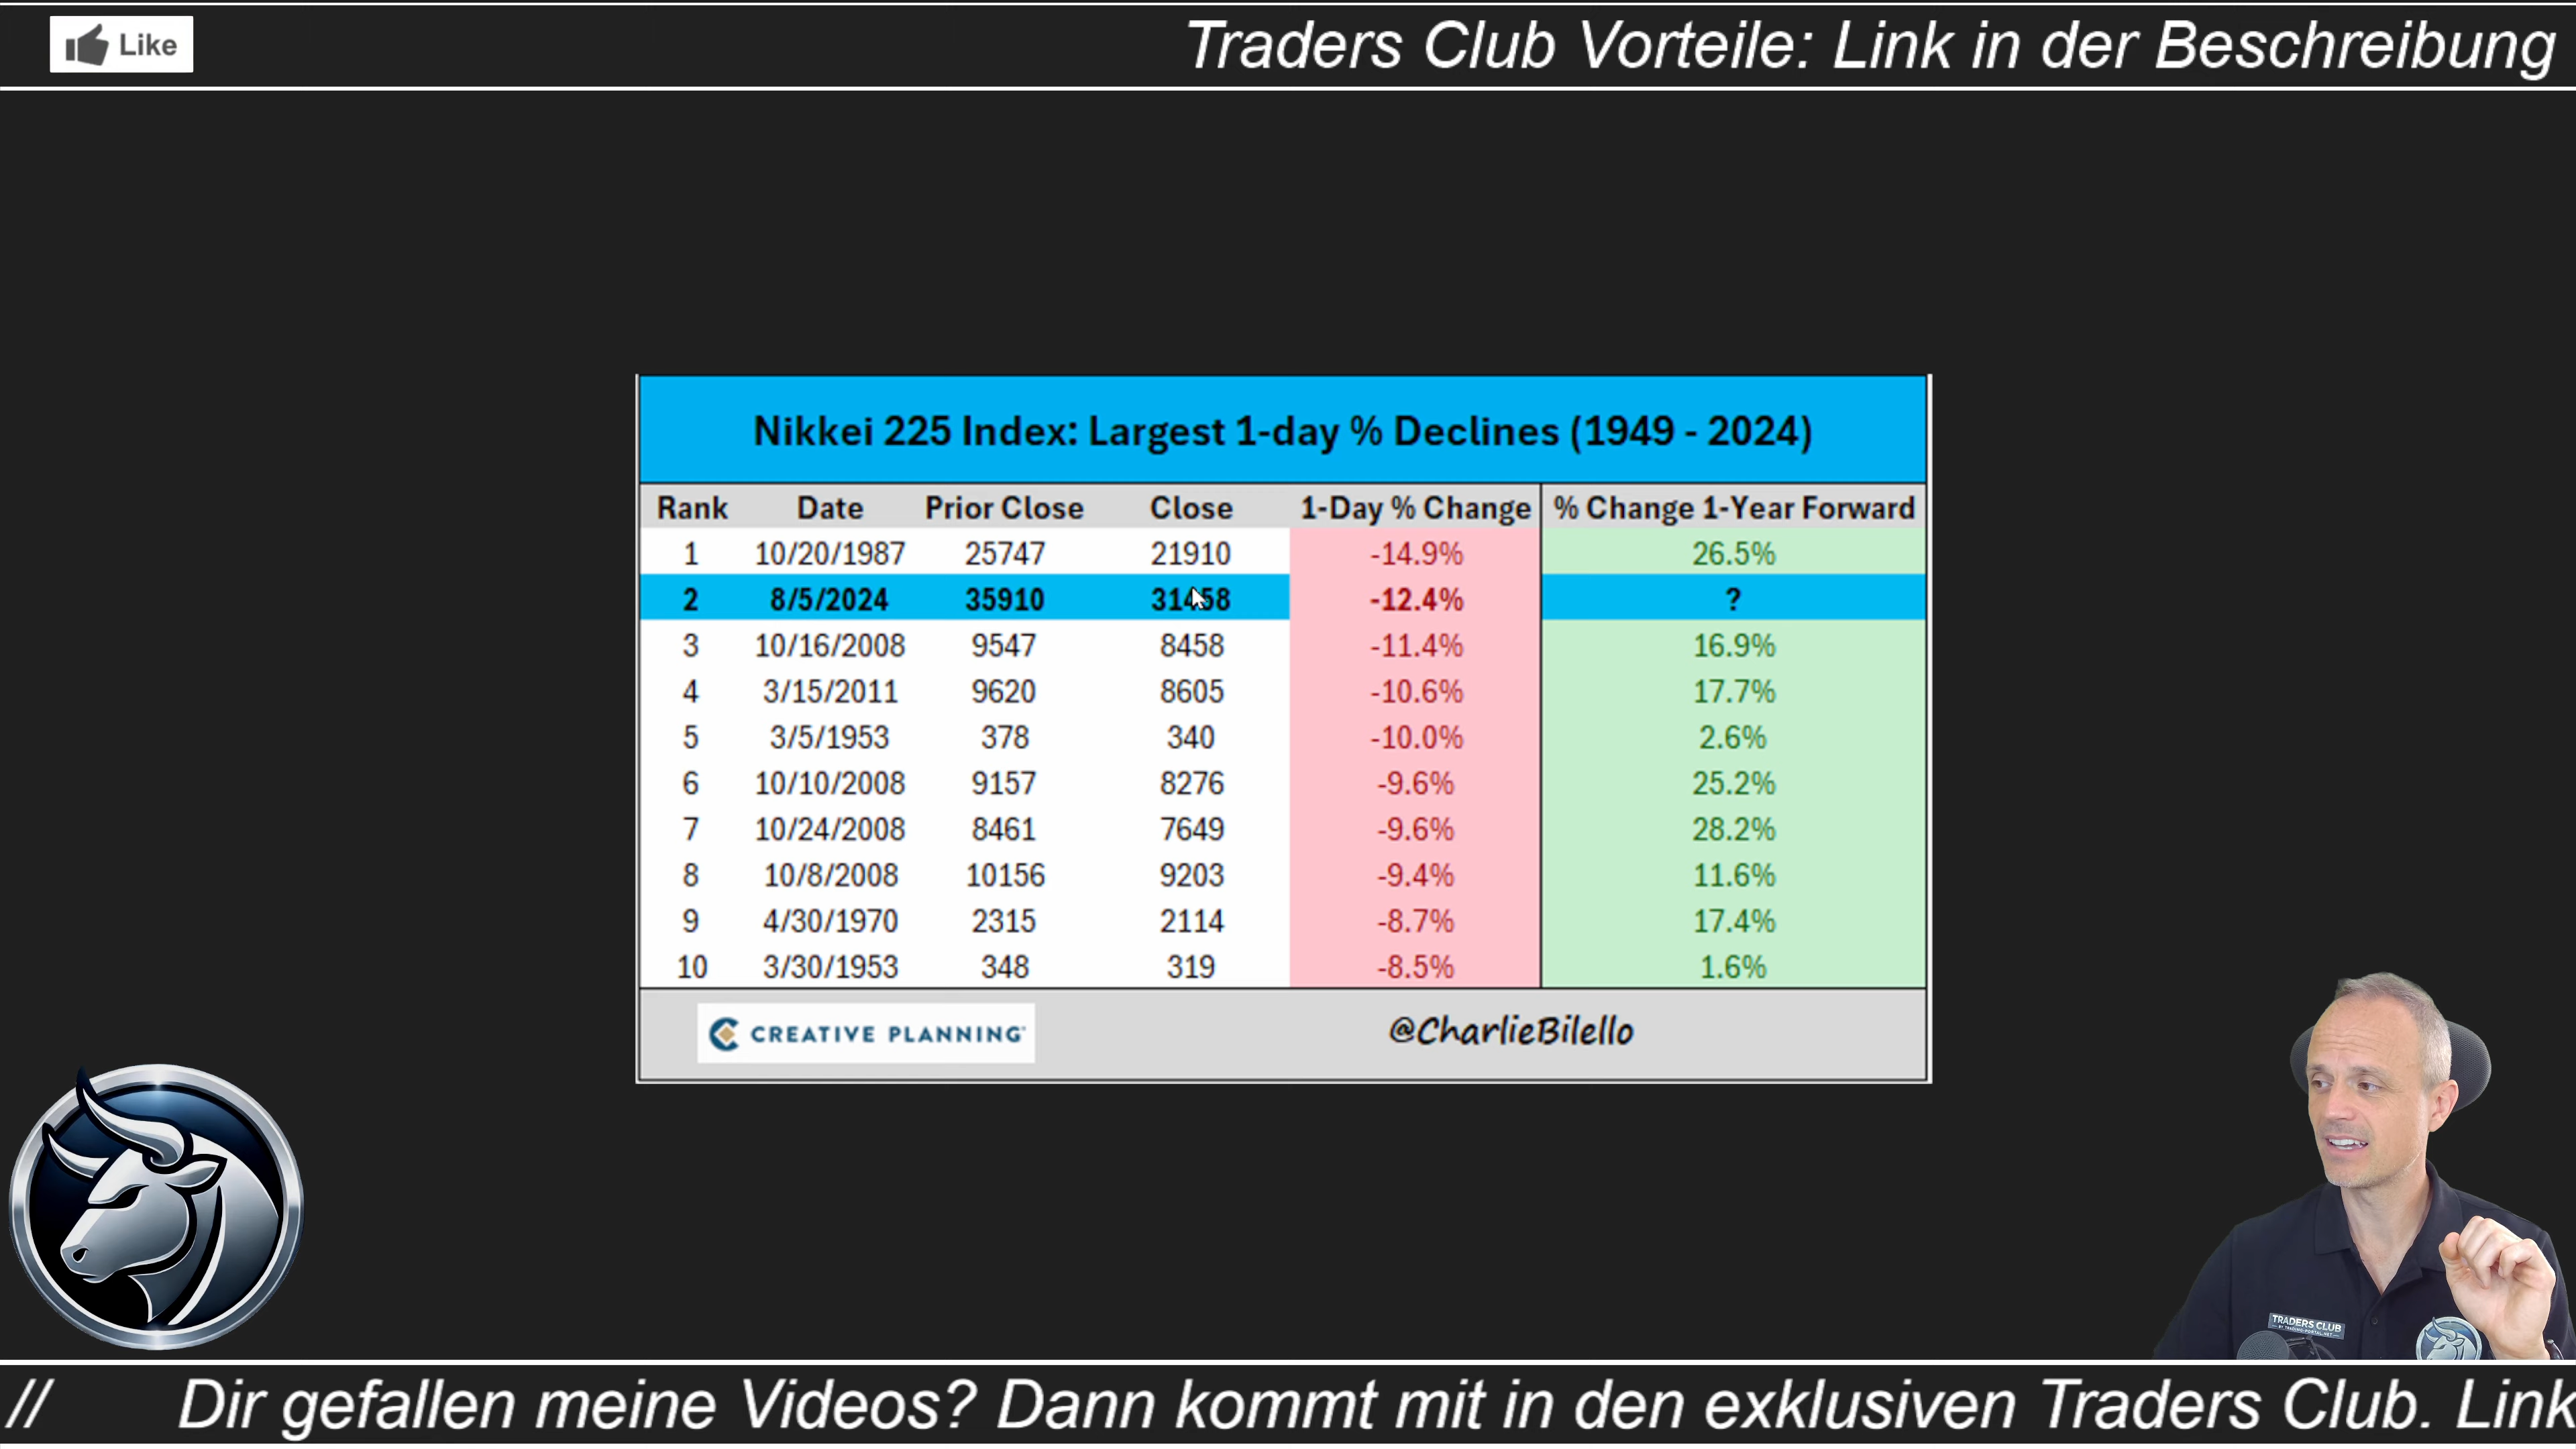 Like
Traders Club Vorteile: Link in der Beschreibung
Nikkei 225 Index: Largest 1-day % Declines (1949 - 2024)
Rank Date Prior Close Close 1-Day % Change % Change 1-Year Forward
1 10/20/1987 25747 21910 -14.9% 26.5%
2 8/5/2024 35910 31458 -12.4% ?
3 10/16/2008 9547 8458 -11.4% 16.9%
4 3/15/2011 9620 8605 -10.6% 17.7%
5 3/5/1953 378 340 -10.0% 2.6%
6 10/10/2008 9157 8276 -9.6% 25.2%
7 10/24/2008 8461 7649 -9.6% 28.2%
8 10/8/2008 10156 9203 -9.4% 11.6%
9 4/30/1970 2315 2114 -8.7% 17.4%
10 3/30/1953 348 319 -8.5% 1.6%
CREATIVE PLANNING
@CharlieBilello
TRADERS CLUB
BY TRADING-PORTAL.NET
// Dir gefallen meine Videos? Dann kommt mit in den exklusiven Traders Club. Link